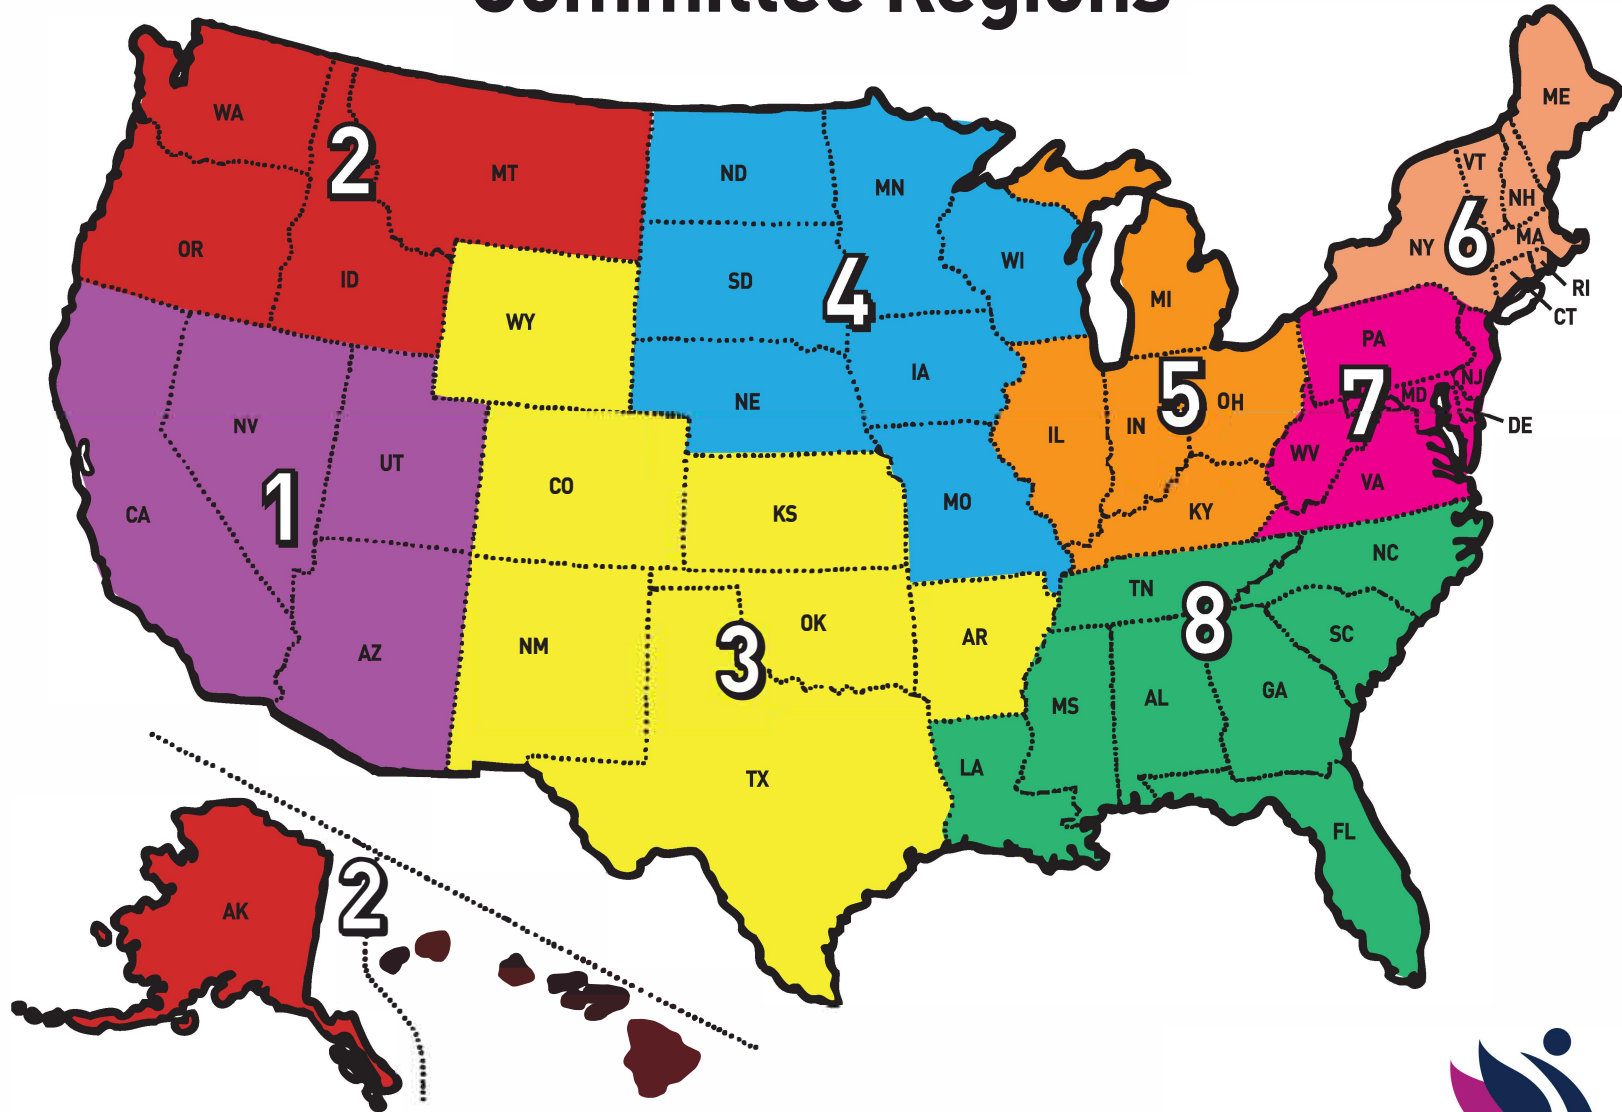 Committee Regions
WA
2
MT
OR
ID
ND
MN
SD
4
WI
NE
IA
MO
ME
VT
NH
NY
6
MA
RI
CT
MI
5
OH
IL
IN
KY
PA
7
MD
NJ
DE
WV
VA
WY
CO
KS
NM
3
OK
AR
TX
NV
UT
1
CA
AZ
TN
8
NC
SC
MS
AL
GA
LA
FL
AK
2